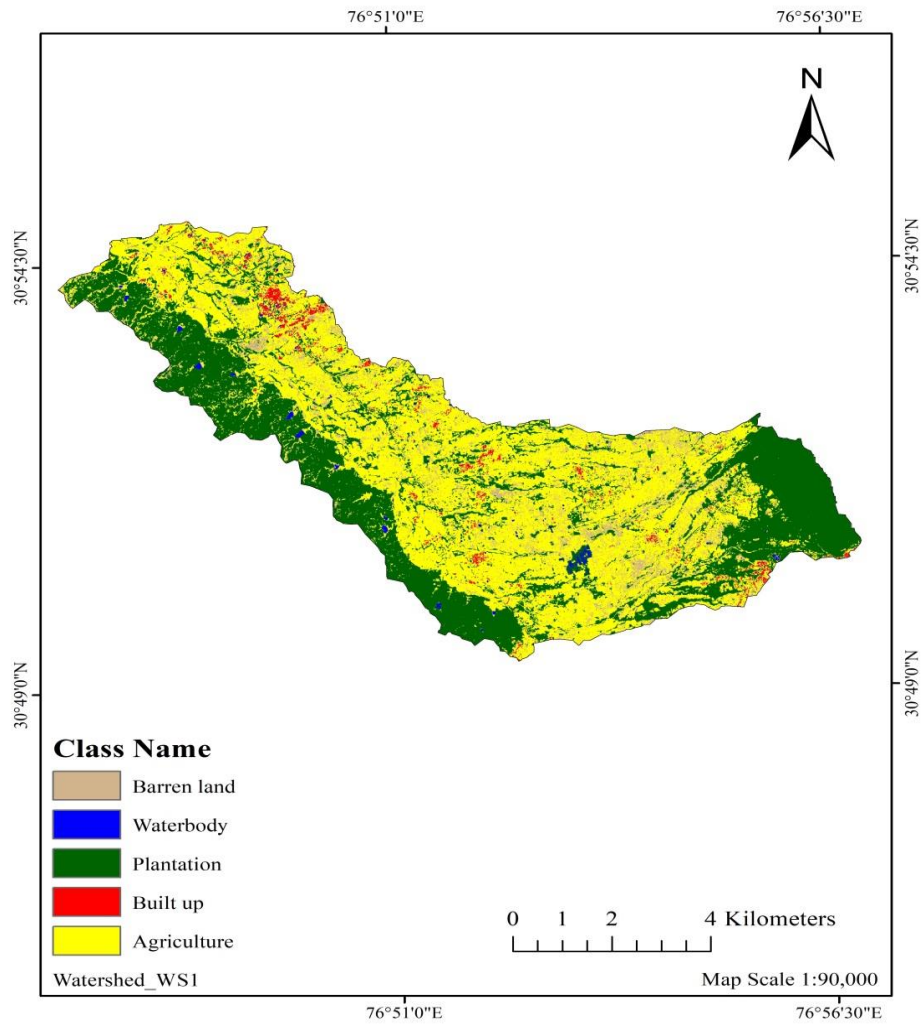 76°51'0"E
76°56'30"E
N
30°54'30"N
30°54'30"N
30°49'0"N
30°49'0"N
Class Name
Barren land
Waterbody
Plantation
Built up
Agriculture
0 1 2 4 Kilometers
Watershed_WS1
Map Scale 1:90,000
76°51'0"E
76°56'30"E